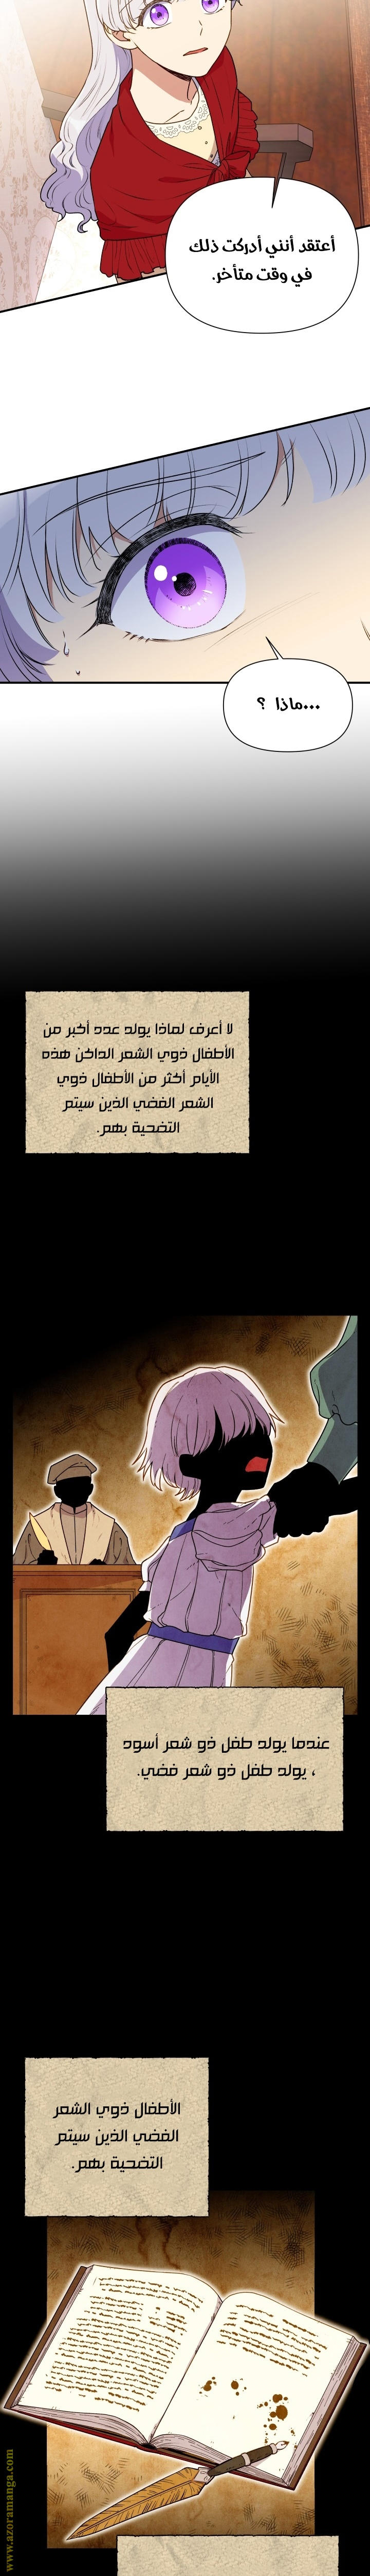 أعتقد أنني أدركت ذلك
في وقت متأخر.
...ماذا ؟
لا أعرف لماذا يولد عدد أكبر من
الأطفال ذوي الشعر الداكن هذه
الأيام أكثر من الأطفال ذوي
الشعر الفضي الذين سيتم
التضحية بهم.
عندما يولد طفل ذو شعر أسود
، يولد طفل ذو شعر فضي.
الأطفال ذوي الشعر
الفضي الذين سيتم
التضحية بهم.
www.azoramanga.com